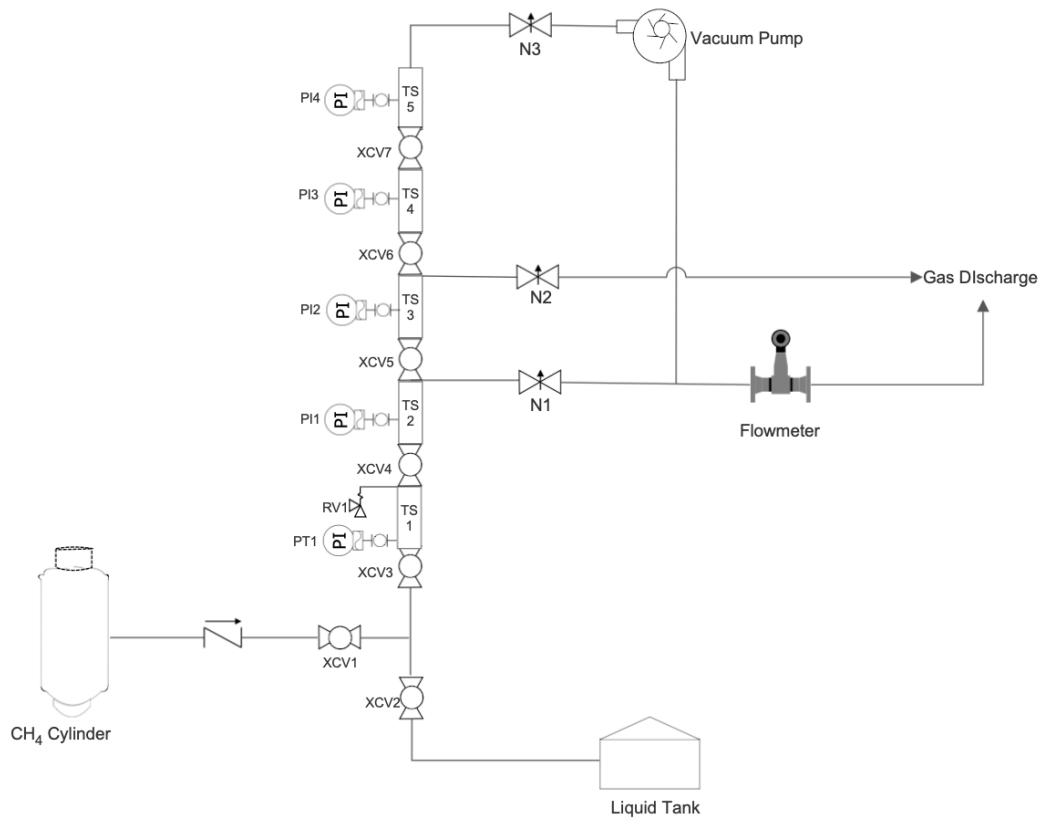 N3
Vacuum Pump
PI4
PI
TS
5
XCV7
PI3
PI
TS
4
XCV6
N2
Gas DIscharge
PI2
PI
TS
3
XCV5
N1
Flowmeter
PI1
PI
TS
2
XCV4
RV1
TS
1
PT1
PI
XCV3
XCV1
XCV2
CH₄ Cylinder
Liquid Tank